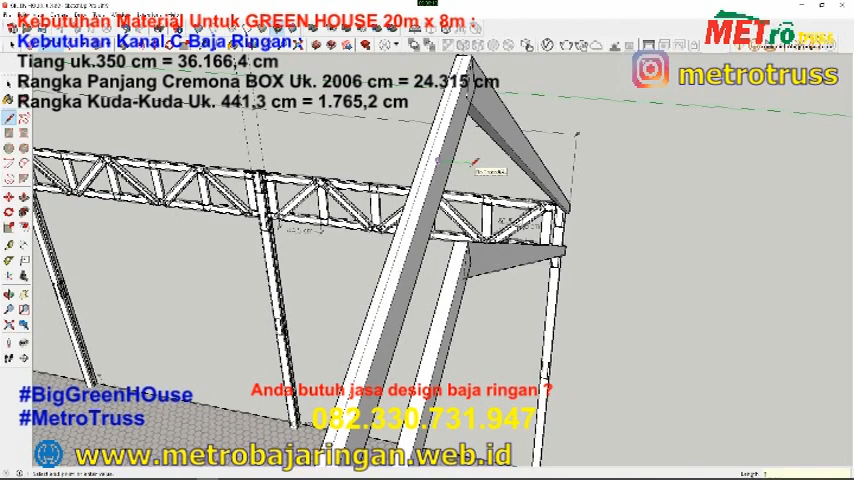 Kebutuhan Material Untuk GREEN HOUSE 20m x 8m :
Kebutuhan Kanal C Baja Ringan :
Tiang uk.350 cm = 36.166,4 cm
Rangka Panjang Cremona BOX Uk. 2006 cm = 24.315 cm
Rangka Kuda-Kuda Uk. 441,3 cm = 1.765,2 cm
METro
metrotruss
Anda butuh jasa design baja ringan ?
#BigGreenHOuse
082.330.731.947
#MetroTruss
www.metrobajaringan.web.id
Length